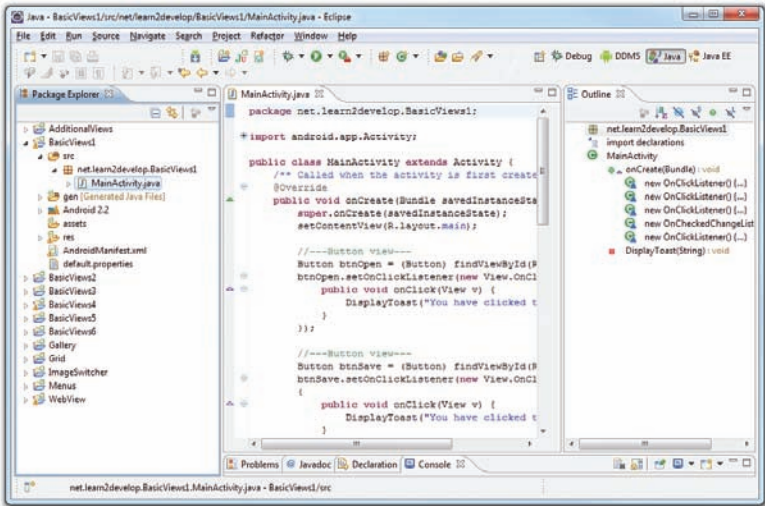 Java - BasicViews1/src/net/learn2develop/BasicViews1/MainActivity.java - Eclipse
File Edit Run Source Navigate Search Project Refactor Window Help
Debug DDMS Java Java EE
Package Explorer
AdditionalViews
BasicViews1
src
net.learn2develop.BasicViews1
MainActivity.java
gen [Generated Java Files]
Android 2.2
assets
res
AndroidManifest.xml
default.properties
BasicViews2
BasicViews3
BasicViews4
BasicViews5
BasicViews6
Gallery
Grid
ImageSwitcher
Menus
WebView
MainActivity.java
package net.learn2develop.BasicViews1;
import android.app.Activity;
public class MainActivity extends Activity {
/** Called when the activity is first create
@Override
public void onCreate(Bundle savedInstanceSta
super.onCreate(savedInstanceState);
setContentView(R.layout.main);
//---Button view---
Button btnOpen = (Button) findViewById(R
btnOpen.setOnClickListener(new View.OnCl
public void onClick(View v) {
DisplayToast("You have clicked t
}
});
//---Button view---
Button btnSave = (Button) findViewById(R
btnSave.setOnClickListener(new View.OnCl
{
public void onClick(View v) {
DisplayToast("You have clicked t
}
Outline
net.learn2develop.BasicViews1
import declarations
MainActivity
onCreate(Bundle) : void
new OnClickListener() {...}
new OnClickListener() {...}
new OnClickListener() {...}
new OnCheckedChangeList
new OnClickListener() {...}
DisplayToast(String) : void
Problems Javadoc Declaration Console
net.learn2develop.BasicViews1.MainActivity.java - BasicViews1/src